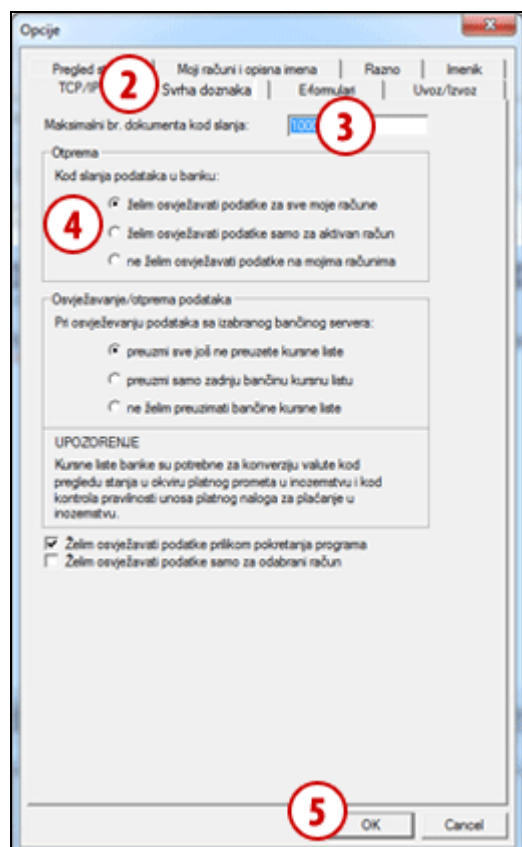 Opcije
Pregled Moji računi i opisna imena Razno Imenik
TCP/IP 2 Svrha doznaka E-formulari Uvoz/Izvoz
Maksimalni br. dokumenta kod slanja: 1000 3
Otprema
Kod slanja podataka u banku:
želim osvježavati podatke za sve moje račune
4 želim osvježavati podatke samo za aktivan račun
ne želim osvježavati podatke na mojima računima
Osvježavanje/otprema podataka
Pri osvježevanju podataka sa izabranog bančinog servera:
preuzmi sve još ne preuzete kursne liste
preuzmi samo zadnju bančinu kursnu listu
ne želim preuzimati bančine kursne liste
UPOZORENJE
Kursne liste banke su potrebne za konverziju valute kod
pregledu stanja u okviru platnog prometa u inozemstvu i kod
kontrola pravilnosti unosa platnog naloga za plaćanje u
inozemstvu.
Želim osvježavati podatke prilikom pokretanja programa
Želim osvježavati podatke samo za odabrani račun
5 OK Cancel